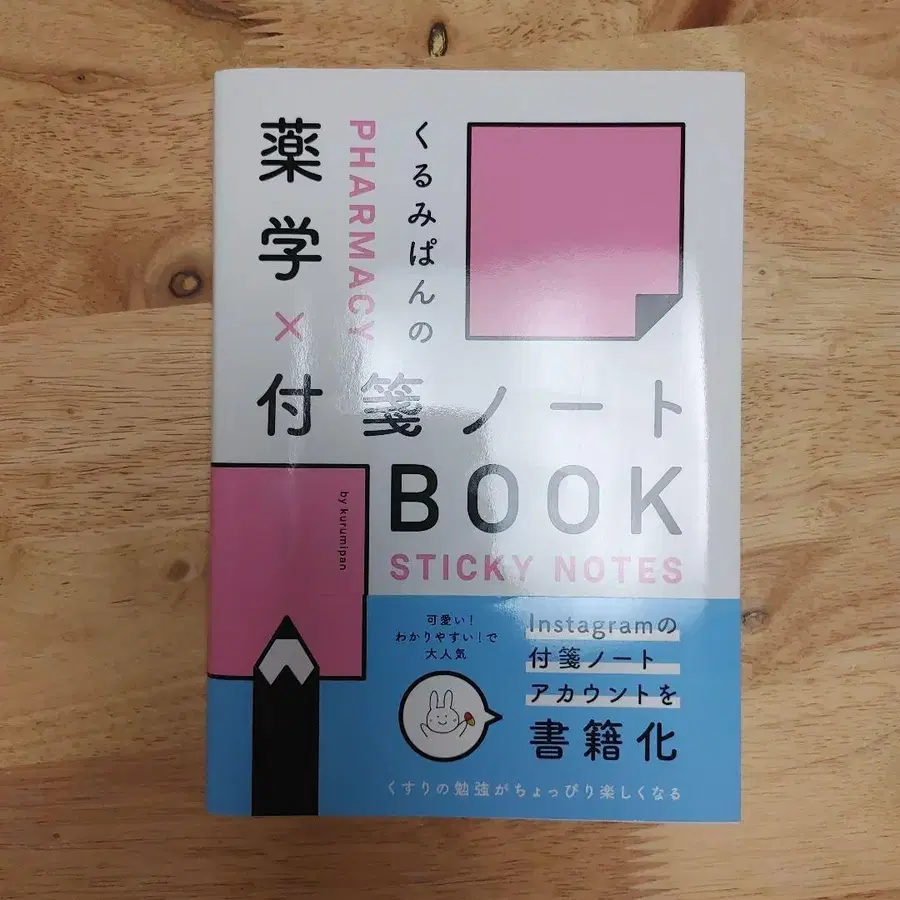 くるみぱんの
PHARMACY
薬学×
付箋ノート
BOOK
STICKY NOTES
by kurumipan
可愛い!
わかりやすい!で
大人気
Instagramの
付箋ノート
アカウントを
書籍化
くすりの勉強がちょっぴり楽しくなる